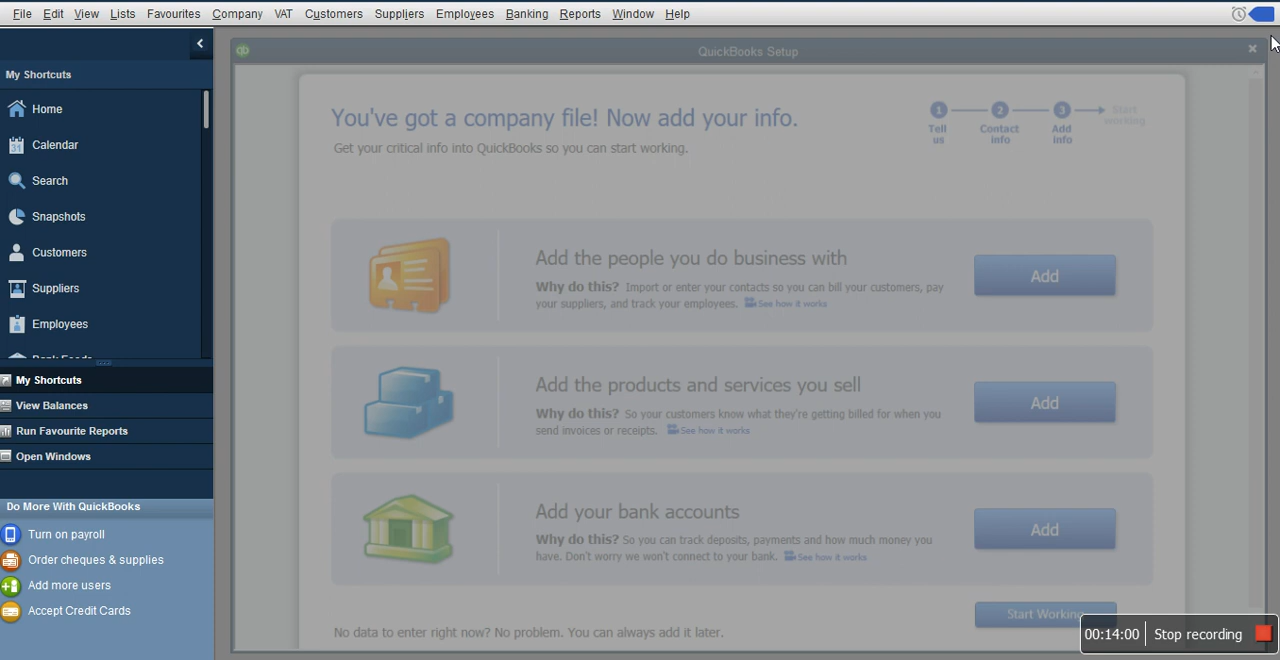 File Edit View Lists Favourites Company VAT Customers Suppliers Employees Banking Reports Window Help
qb QuickBooks Setup
My Shortcuts
Home
31 Calendar
Search
Snapshots
Customers
Suppliers
Employees
Bank Feeds
My Shortcuts
View Balances
Run Favourite Reports
Open Windows
Do More With QuickBooks
Turn on payroll
Order cheques & supplies
Add more users
Accept Credit Cards
You've got a company file! Now add your info.
Get your critical info into QuickBooks so you can start working.
1 2 3 Start
working
Tell Contact Add
us info info
Add the people you do business with
Why do this? Import or enter your contacts so you can bill your customers, pay
your suppliers, and track your employees. See how it works
Add
Add the products and services you sell
Why do this? So your customers know what they're getting billed for when you
send invoices or receipts. See how it works
Add
Add your bank accounts
Why do this? So you can track deposits, payments and how much money you
have. Don't worry we won't connect to your bank. See how it works
Add
Start Working
No data to enter right now? No problem. You can always add it later.
00:14:00 Stop recording